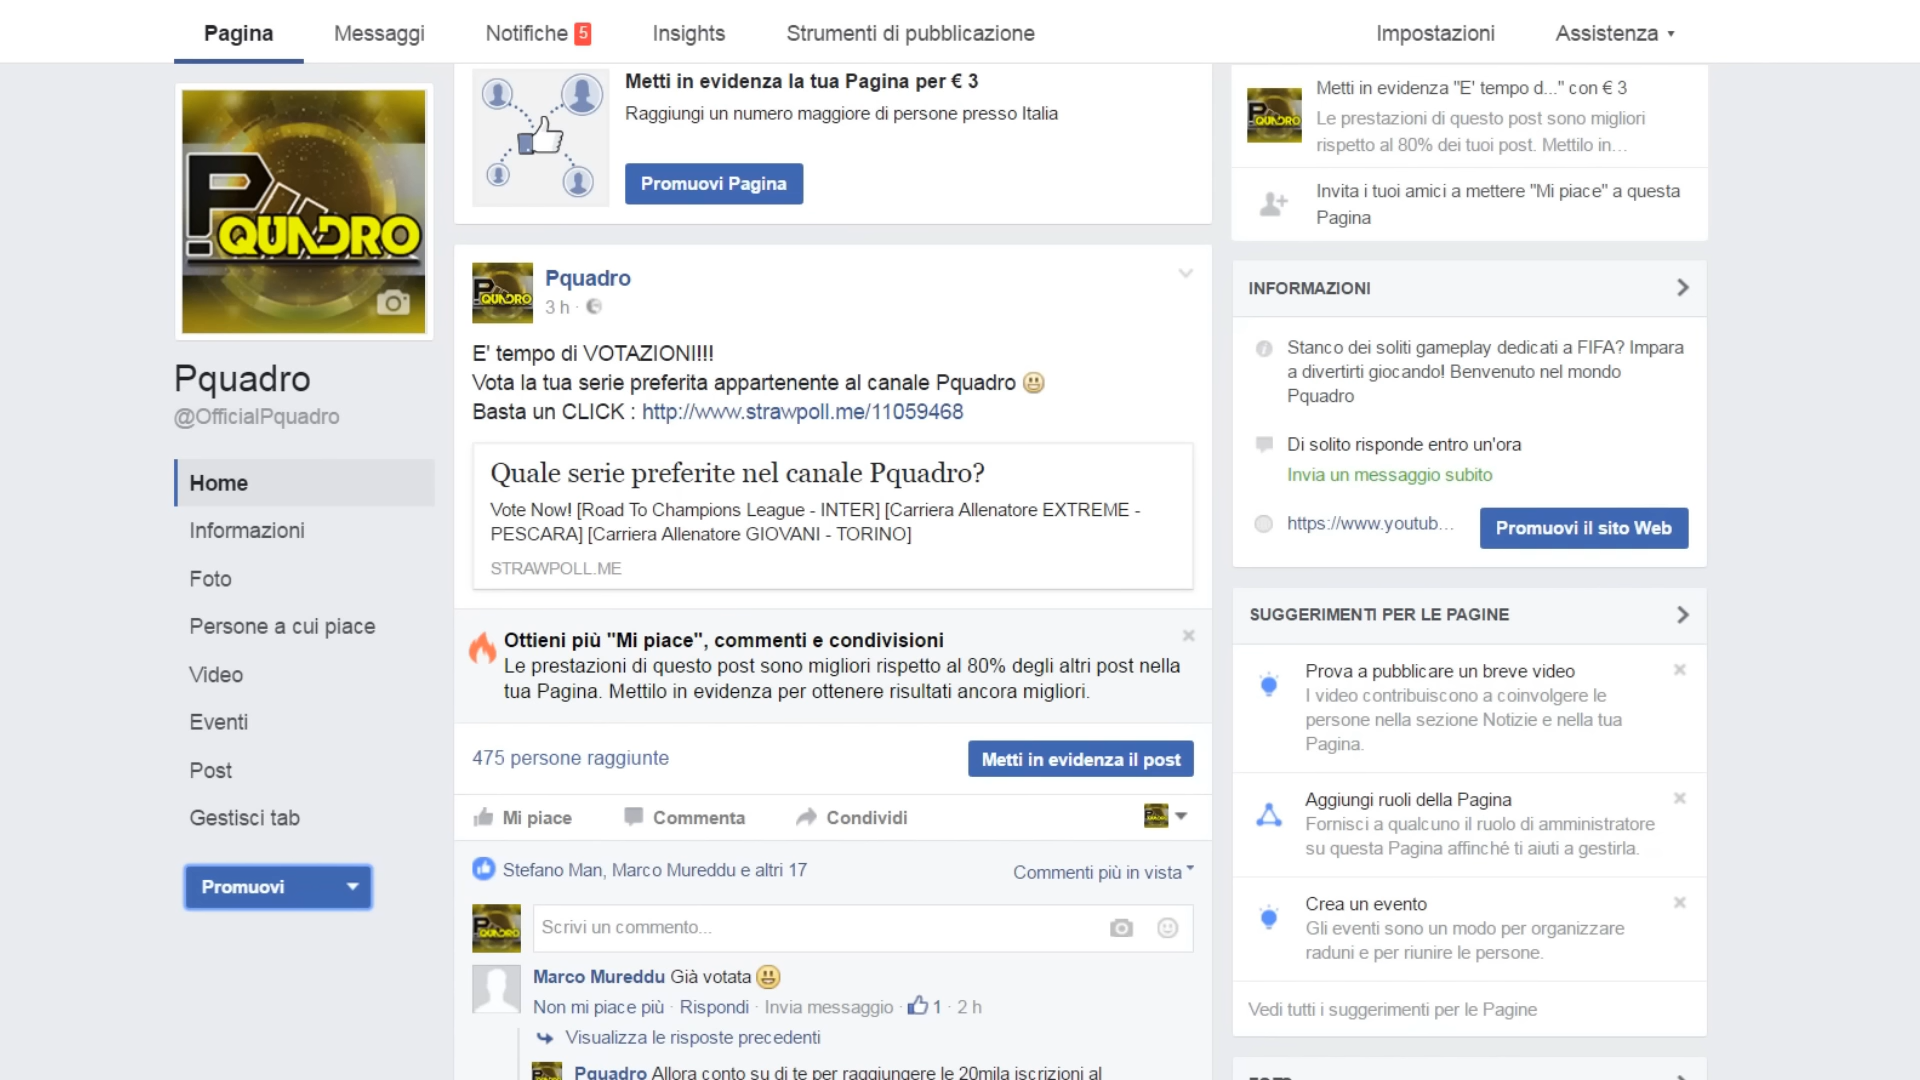 Pagina
Messaggi
Notifiche 5
Insights
Strumenti di pubblicazione
Impostazioni
Assistenza
P QUADRO
Pquadro
@OfficialPquadro
Home
Informazioni
Foto
Persone a cui piace
Video
Eventi
Post
Gestisci tab
Promuovi
Metti in evidenza la tua Pagina per € 3
Raggiungi un numero maggiore di persone presso Italia
Promuovi Pagina
P QUADRO
Pquadro
3 h ·
E' tempo di VOTAZIONI!!!
Vota la tua serie preferita appartenente al canale Pquadro
Basta un CLICK : http://www.strawpoll.me/11059468
Quale serie preferite nel canale Pquadro?
Vote Now! [Road To Champions League - INTER] [Carriera Allenatore EXTREME -
PESCARA] [Carriera Allenatore GIOVANI - TORINO]
STRAWPOLL.ME
Ottieni più "Mi piace", commenti e condivisioni
Le prestazioni di questo post sono migliori rispetto al 80% degli altri post nella
tua Pagina. Mettilo in evidenza per ottenere risultati ancora migliori.
475 persone raggiunte
Metti in evidenza il post
Mi piace
Commenta
Condividi
Stefano Man, Marco Mureddu e altri 17
Commenti più in vista
P QUADRO
Scrivi un commento...
Marco Mureddu Già votata
Non mi piace più · Rispondi · Invia messaggio · 1 · 2 h
Visualizza le risposte precedenti
Pquadro Allora conto su di te per raggiungere le 20mila iscrizioni al
P QUADRO
Metti in evidenza "E' tempo d..." con € 3
Le prestazioni di questo post sono migliori
rispetto al 80% dei tuoi post. Mettilo in...
Invita i tuoi amici a mettere "Mi piace" a questa
Pagina
INFORMAZIONI
Stanco dei soliti gameplay dedicati a FIFA? Impara
a divertirti giocando! Benvenuto nel mondo
Pquadro
Di solito risponde entro un'ora
Invia un messaggio subito
https://www.youtub...
Promuovi il sito Web
SUGGERIMENTI PER LE PAGINE
Prova a pubblicare un breve video
I video contribuiscono a coinvolgere le
persone nella sezione Notizie e nella tua
Pagina.
Aggiungi ruoli della Pagina
Fornisci a qualcuno il ruolo di amministratore
su questa Pagina affinché ti aiuti a gestirla.
Crea un evento
Gli eventi sono un modo per organizzare
raduni e per riunire le persone.
Vedi tutti i suggerimenti per le Pagine
FOTO